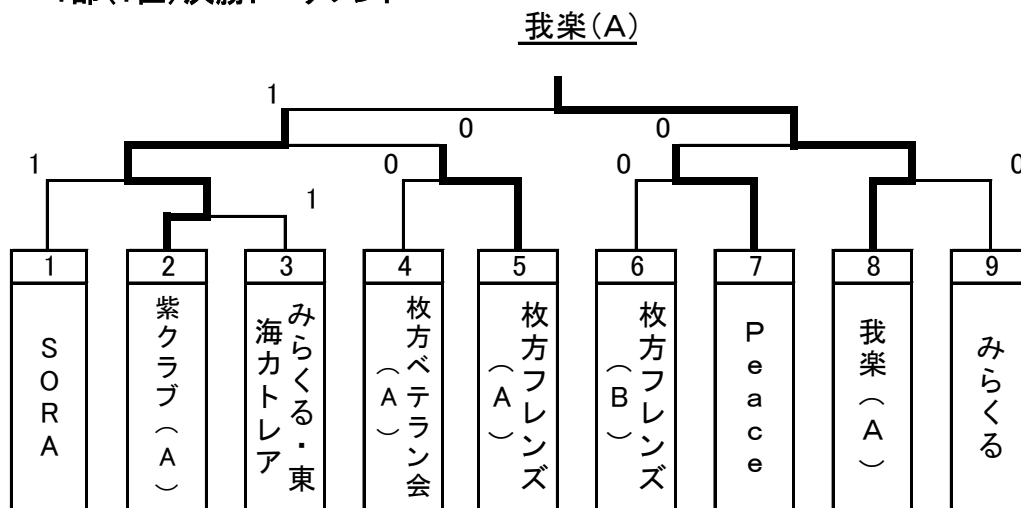 我楽(A)
1
0
0
1
0
0
0
1
1
2
3
4
5
6
7
8
9
SORA
紫クラブ(A)
みらくる・東
海カトレア
枚方ベテラン会
(A)
枚方フレンズ
(A)
枚方フレンズ
(B)
Peace
我楽(A)
みらくる